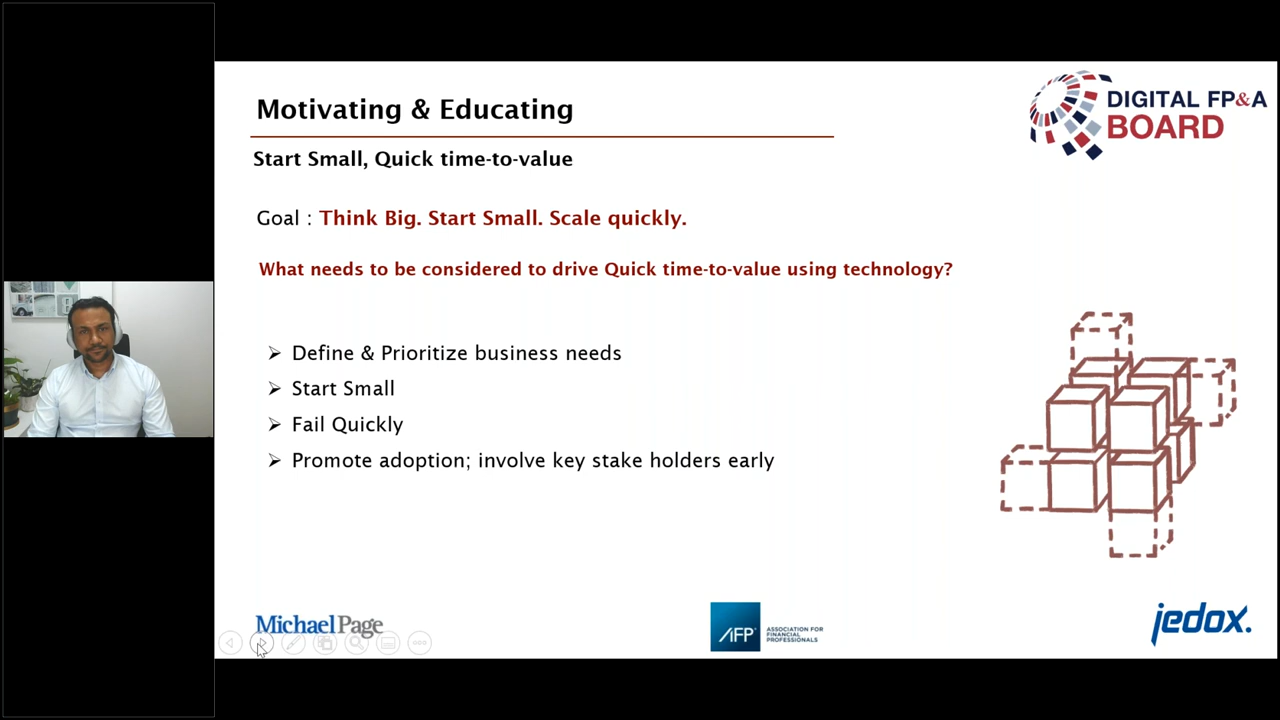 Motivating & Educating
DIGITAL FP&A
BOARD
Start Small, Quick time-to-value
Goal : Think Big. Start Small. Scale quickly.
What needs to be considered to drive Quick time-to-value using technology?
➢ Define & Prioritize business needs
➢ Start Small
➢ Fail Quickly
➢ Promote adoption; involve key stake holders early
MichaelPage
AFP
ASSOCIATION FOR
FINANCIAL
PROFESSIONALS
jedox.